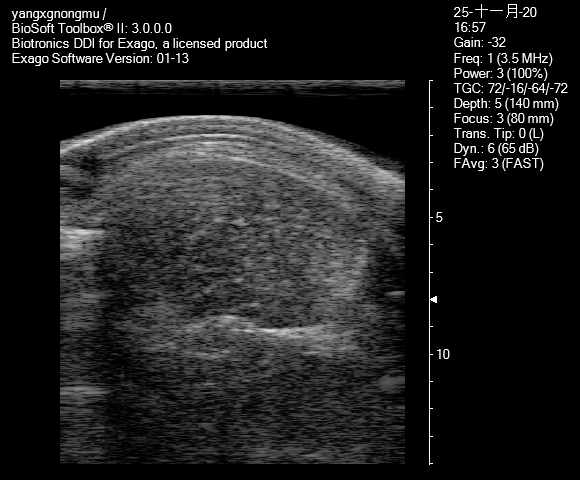 yangxgnongmu /
BioSoft Toolbox® II: 3.0.0.0
Biotronics DDI for Exago, a licensed product
Exago Software Version: 01-13
25-十一月-20
16:57
Gain: -32
Freq: 1 (3.5 MHz)
Power: 3 (100%)
TGC: 72/-16/-64/-72
Depth: 5 (140 mm)
Focus: 3 (80 mm)
Trans. Tip: 0 (L)
Dyn.: 6 (65 dB)
FAvg: 3 (FAST)
5
10